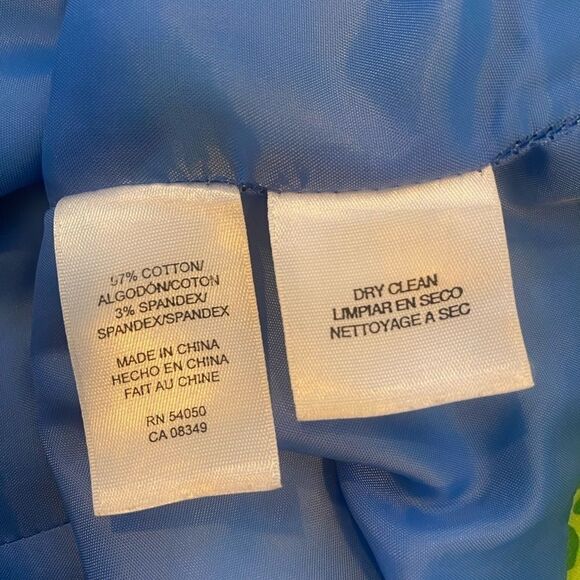 97% COTTON/
ALGODÓN/COTON
3% SPANDEX/
SPANDEX/SPANDEX
MADE IN CHINA
HECHO EN CHINA
FAIT AU CHINE
RN 54050
CA 08349
DRY CLEAN
LIMPIAR EN SECO
NETTOYAGE A SEC